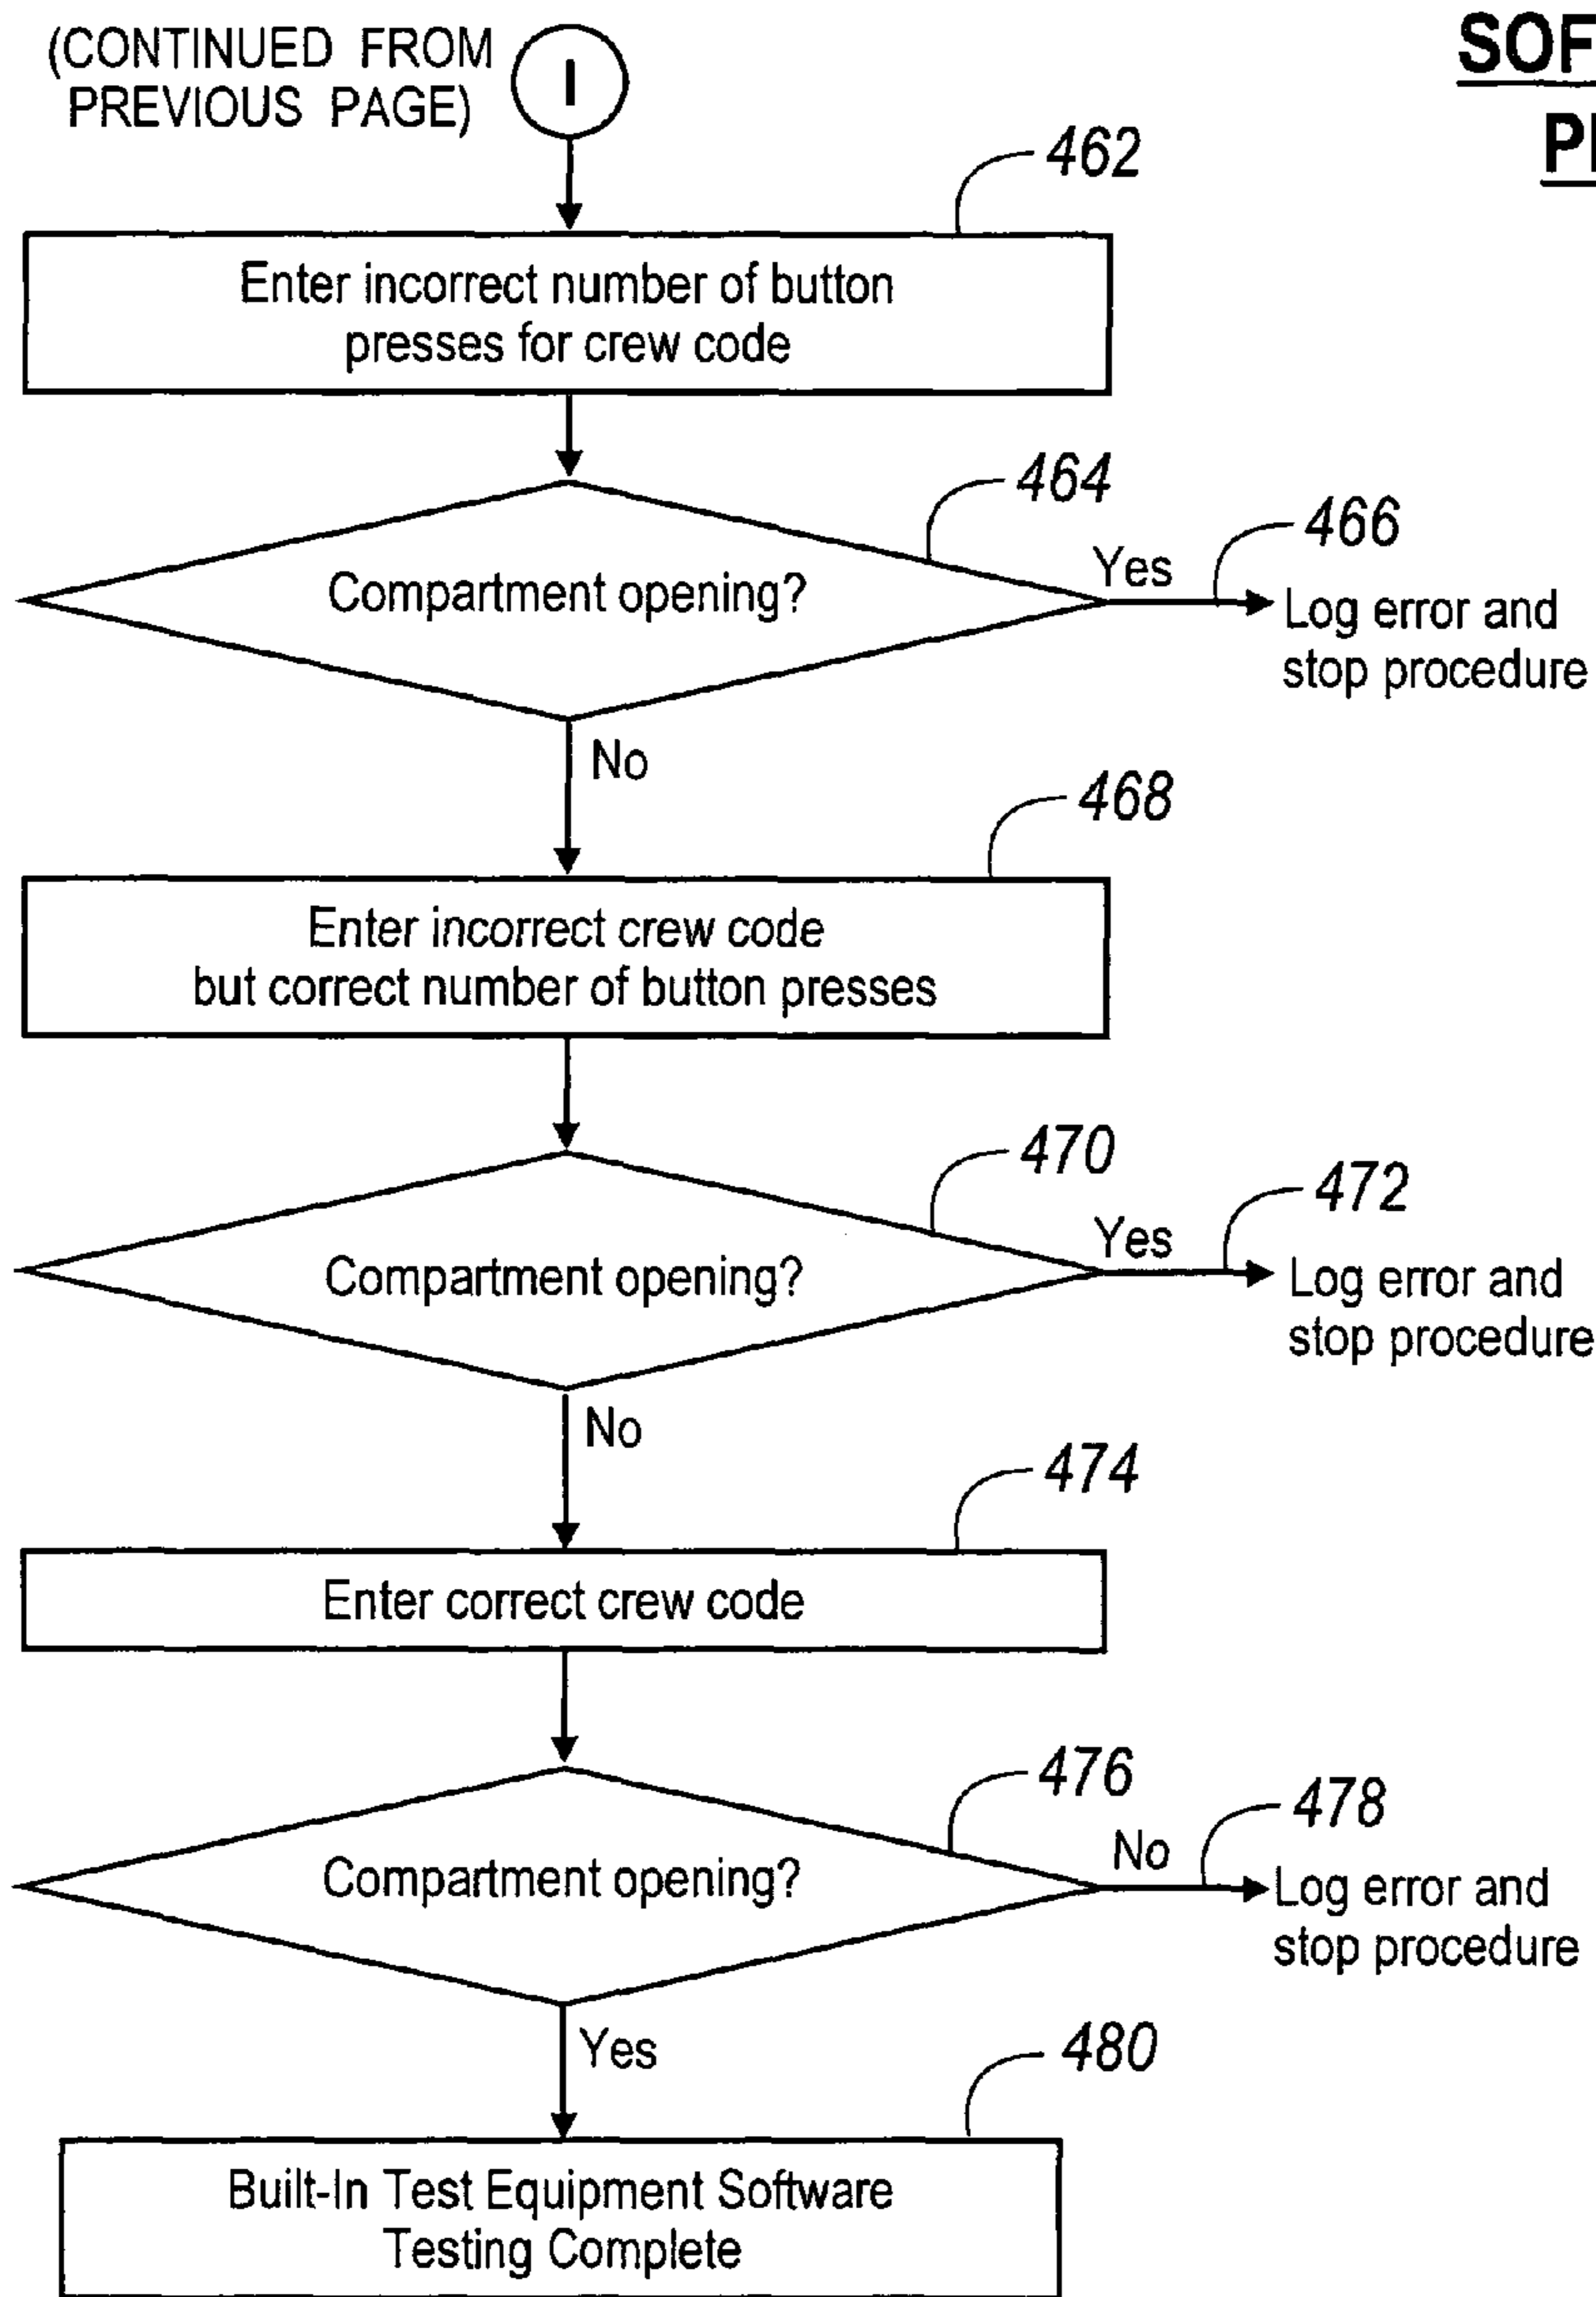 (CONTINUED FROM
PREVIOUS PAGE)
I
462
Enter incorrect number of button
presses for crew code
464
Compartment opening?
Yes
466
Log error and
stop procedure
No
468
Enter incorrect crew code
but correct number of button presses
470
Compartment opening?
Yes
472
Log error and
stop procedure
No
474
Enter correct crew code
476
Compartment opening?
No
478
Log error and
stop procedure
Yes
480
Built-In Test Equipment Software
Testing Complete